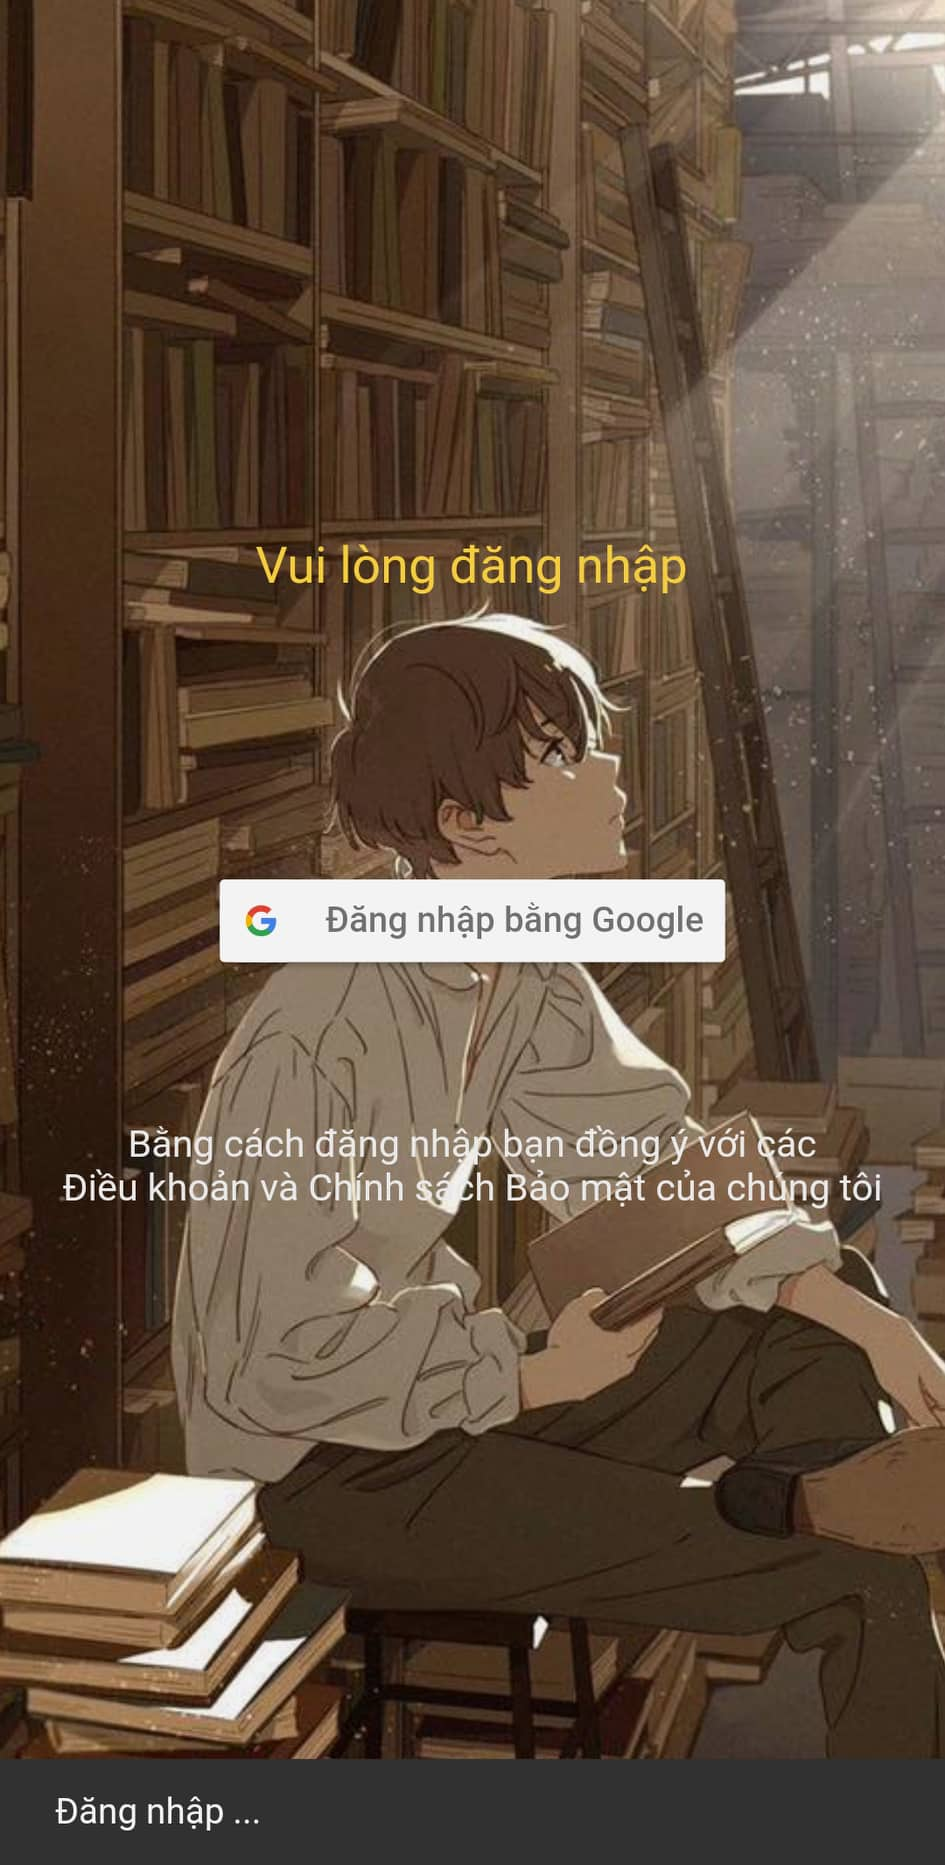 Vui lòng đăng nhập
Đăng nhập bằng Google
Bằng cách đăng nhập bạn đồng ý với các
Điều khoản và Chính sách Bảo mật của chúng tôi
Đăng nhập ...